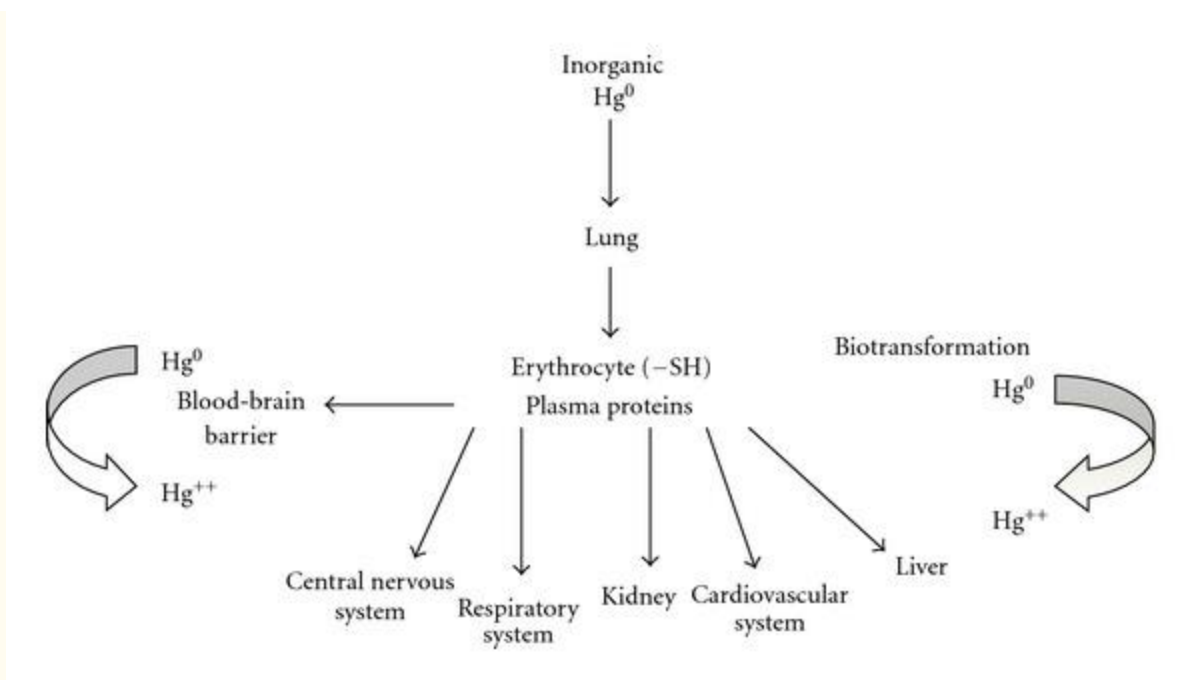 Inorganic
Hg⁰
Lung
Erythrocyte (−SH)
Plasma proteins
Hg⁰
Blood-brain
barrier
Hg⁺⁺
Biotransformation
Hg⁰
Hg⁺⁺
Central nervous
system
Respiratory
system
Kidney
Cardiovascular
system
Liver